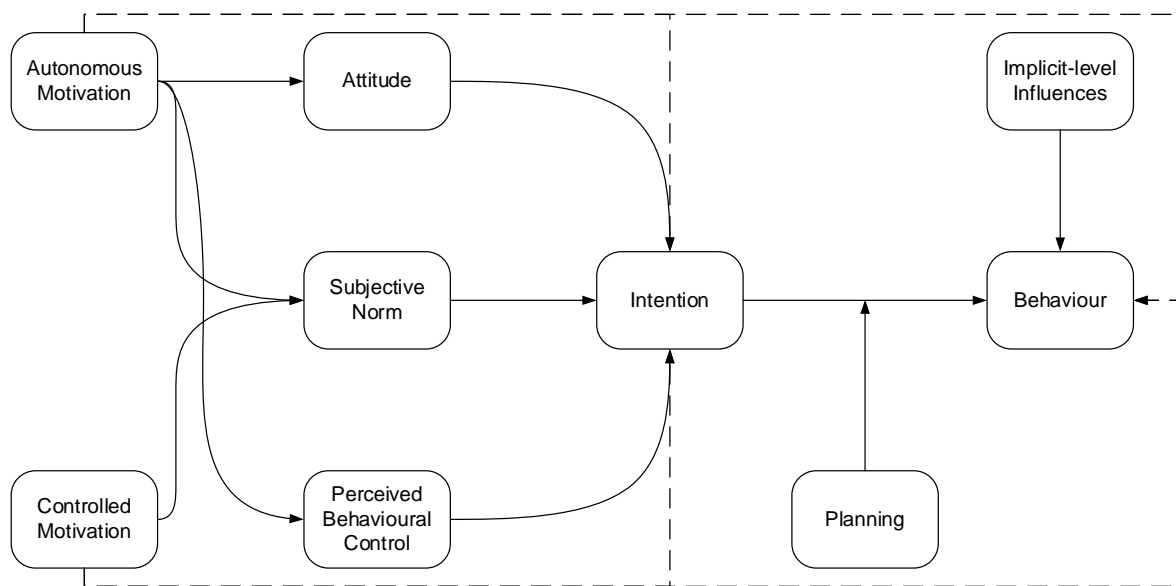 Autonomous
Motivation
Attitude
Implicit-level
Influences
Subjective
Norm
Intention
Behaviour
Controlled
Motivation
Perceived
Behavioural
Control
Planning